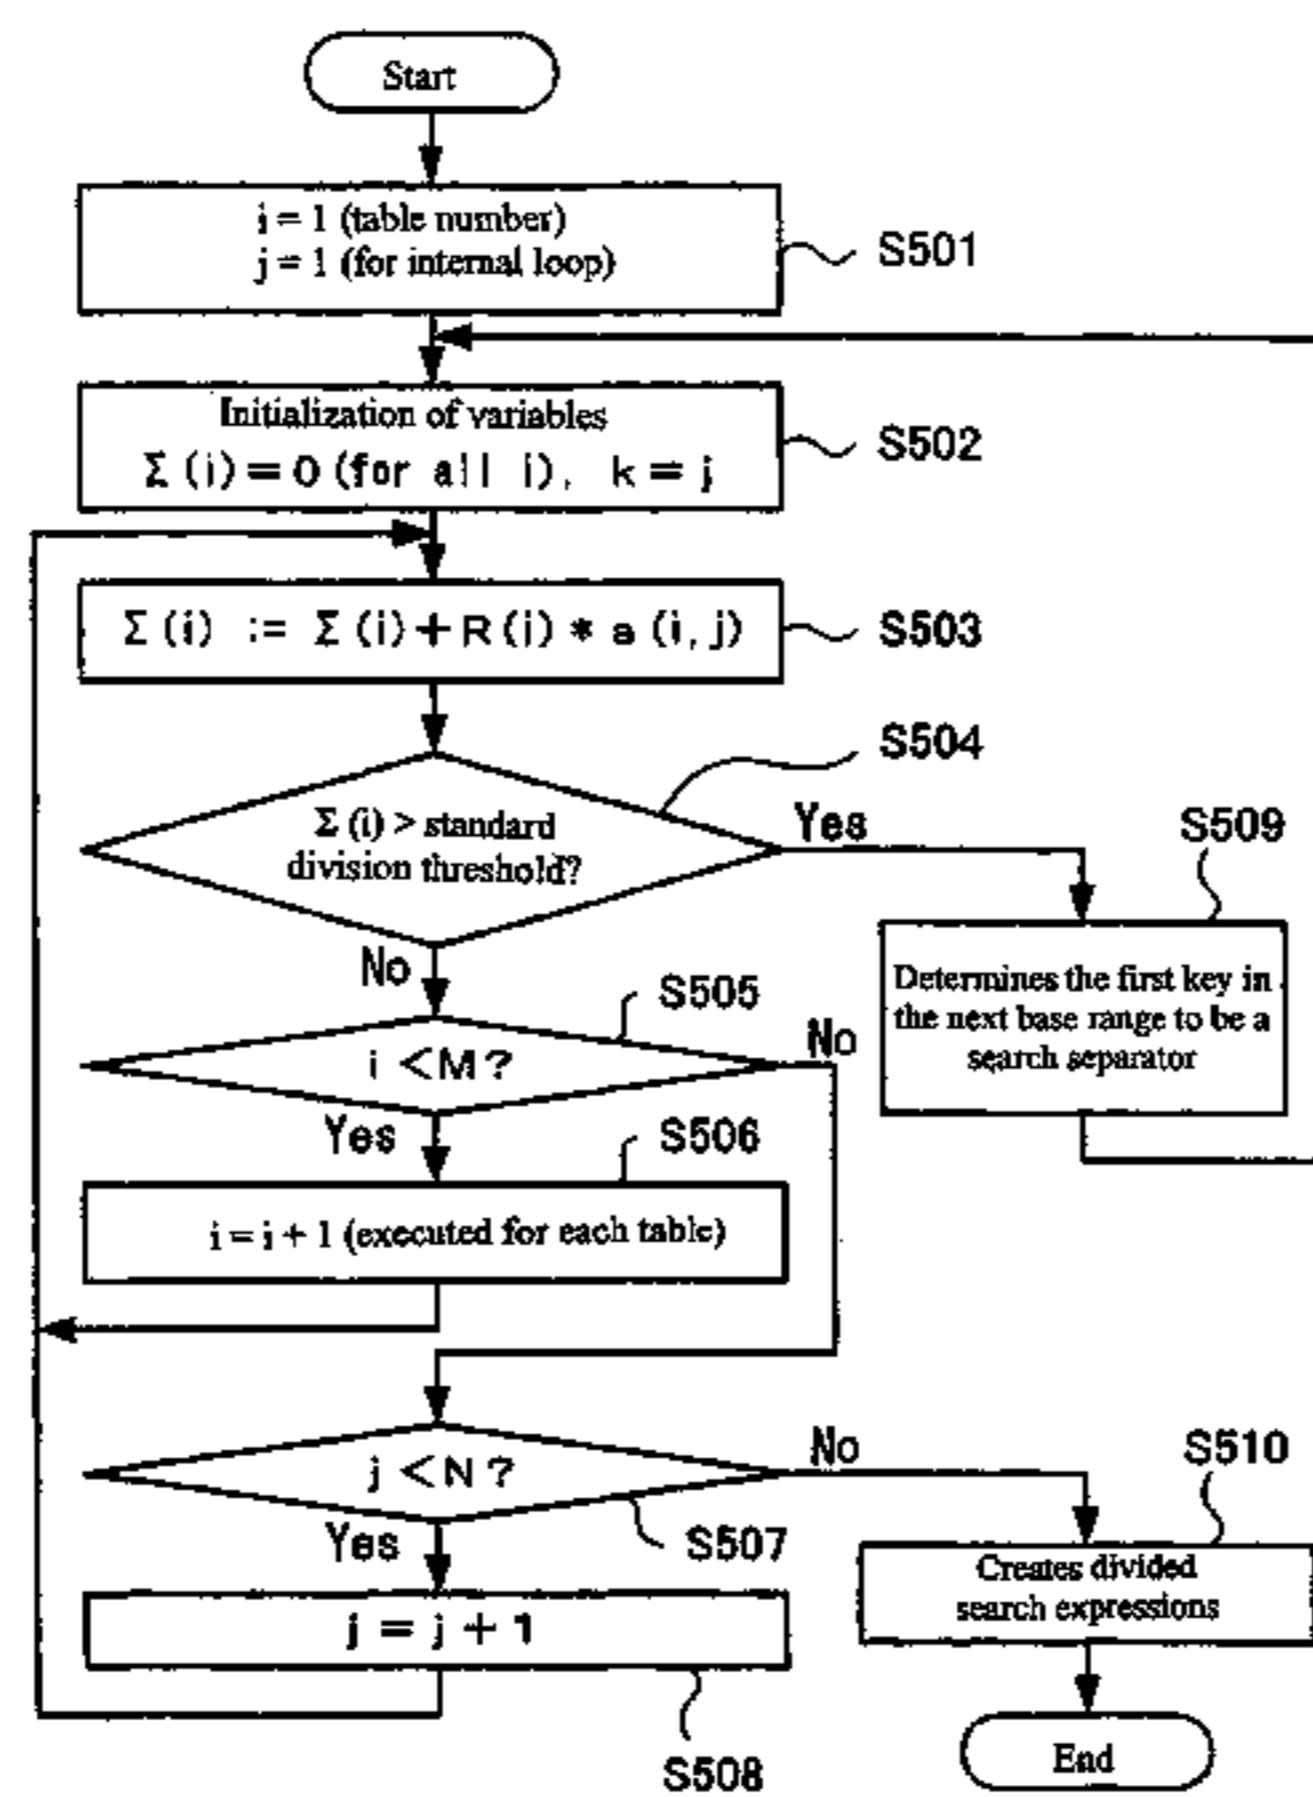 Start
i = 1 (table number)
j = 1 (for internal loop)
S501
Initialization of variables
Σ (i) = 0 (for all i), k = j
S502
Σ (i) := Σ (i) + R (i) * a (i, j)
S503
S504
Σ (i) > standard
division threshold?
Yes
S509
No
Determines the first key in
the next base range to be a
search separator
S505
i < M ?
No
Yes
S506
i = i + 1 (executed for each table)
j < N ?
No
S510
Yes
S507
Creates divided
search expressions
j = j + 1
S508
End